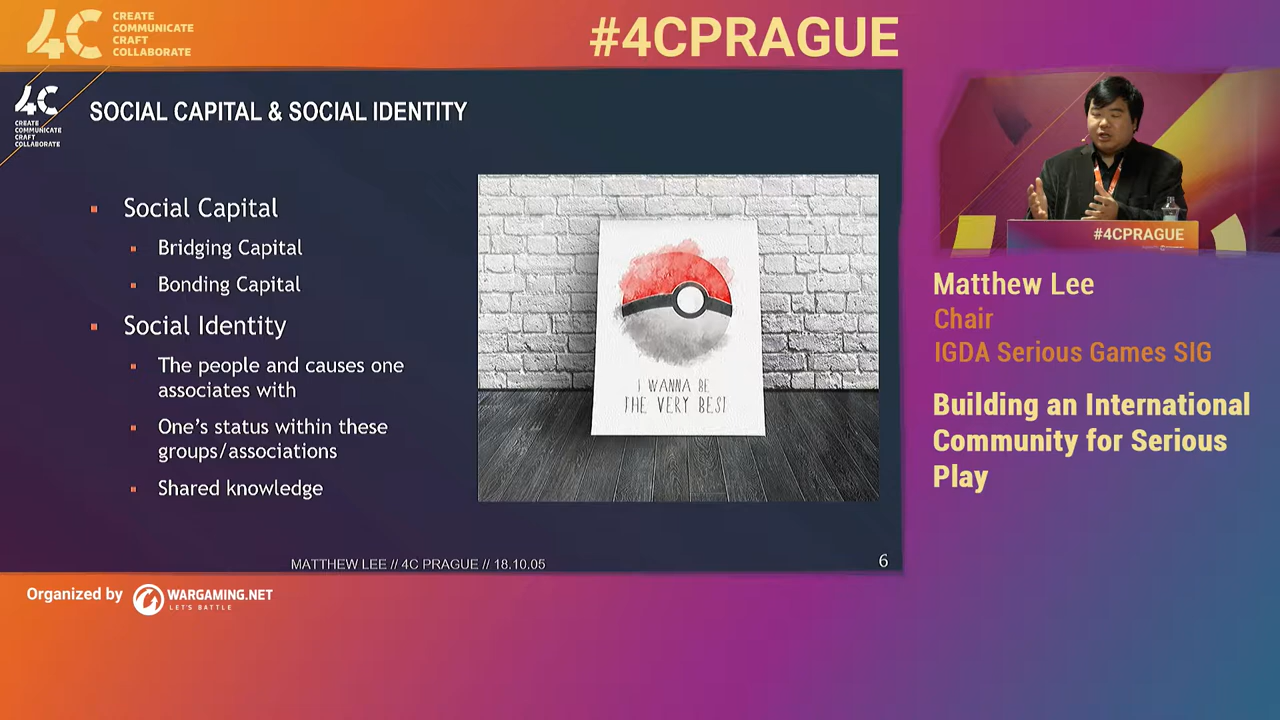 4C
CREATE
COMMUNICATE
CRAFT
COLLABORATE
#4CPRAGUE
4C
CREATE
COMMUNICATE
CRAFT
COLLABORATE
SOCIAL CAPITAL & SOCIAL IDENTITY
Social Capital
Bridging Capital
Bonding Capital
Social Identity
The people and causes one
associates with
One's status within these
groups/associations
Shared knowledge
I WANNA BE
THE VERY BEST
MATTHEW LEE // 4C PRAGUE // 18.10.05
6
#4CPRAGUE
Matthew Lee
Chair
IGDA Serious Games SIG
Building an International
Community for Serious
Play
Organized by
WARGAMING.NET
LET'S BATTLE